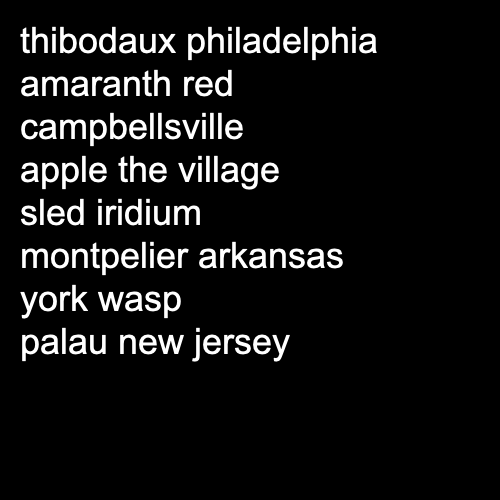 thibodaux philadelphia
amaranth red
campbellsville
apple the village
sled iridium
montpelier arkansas
york wasp
palau new jersey